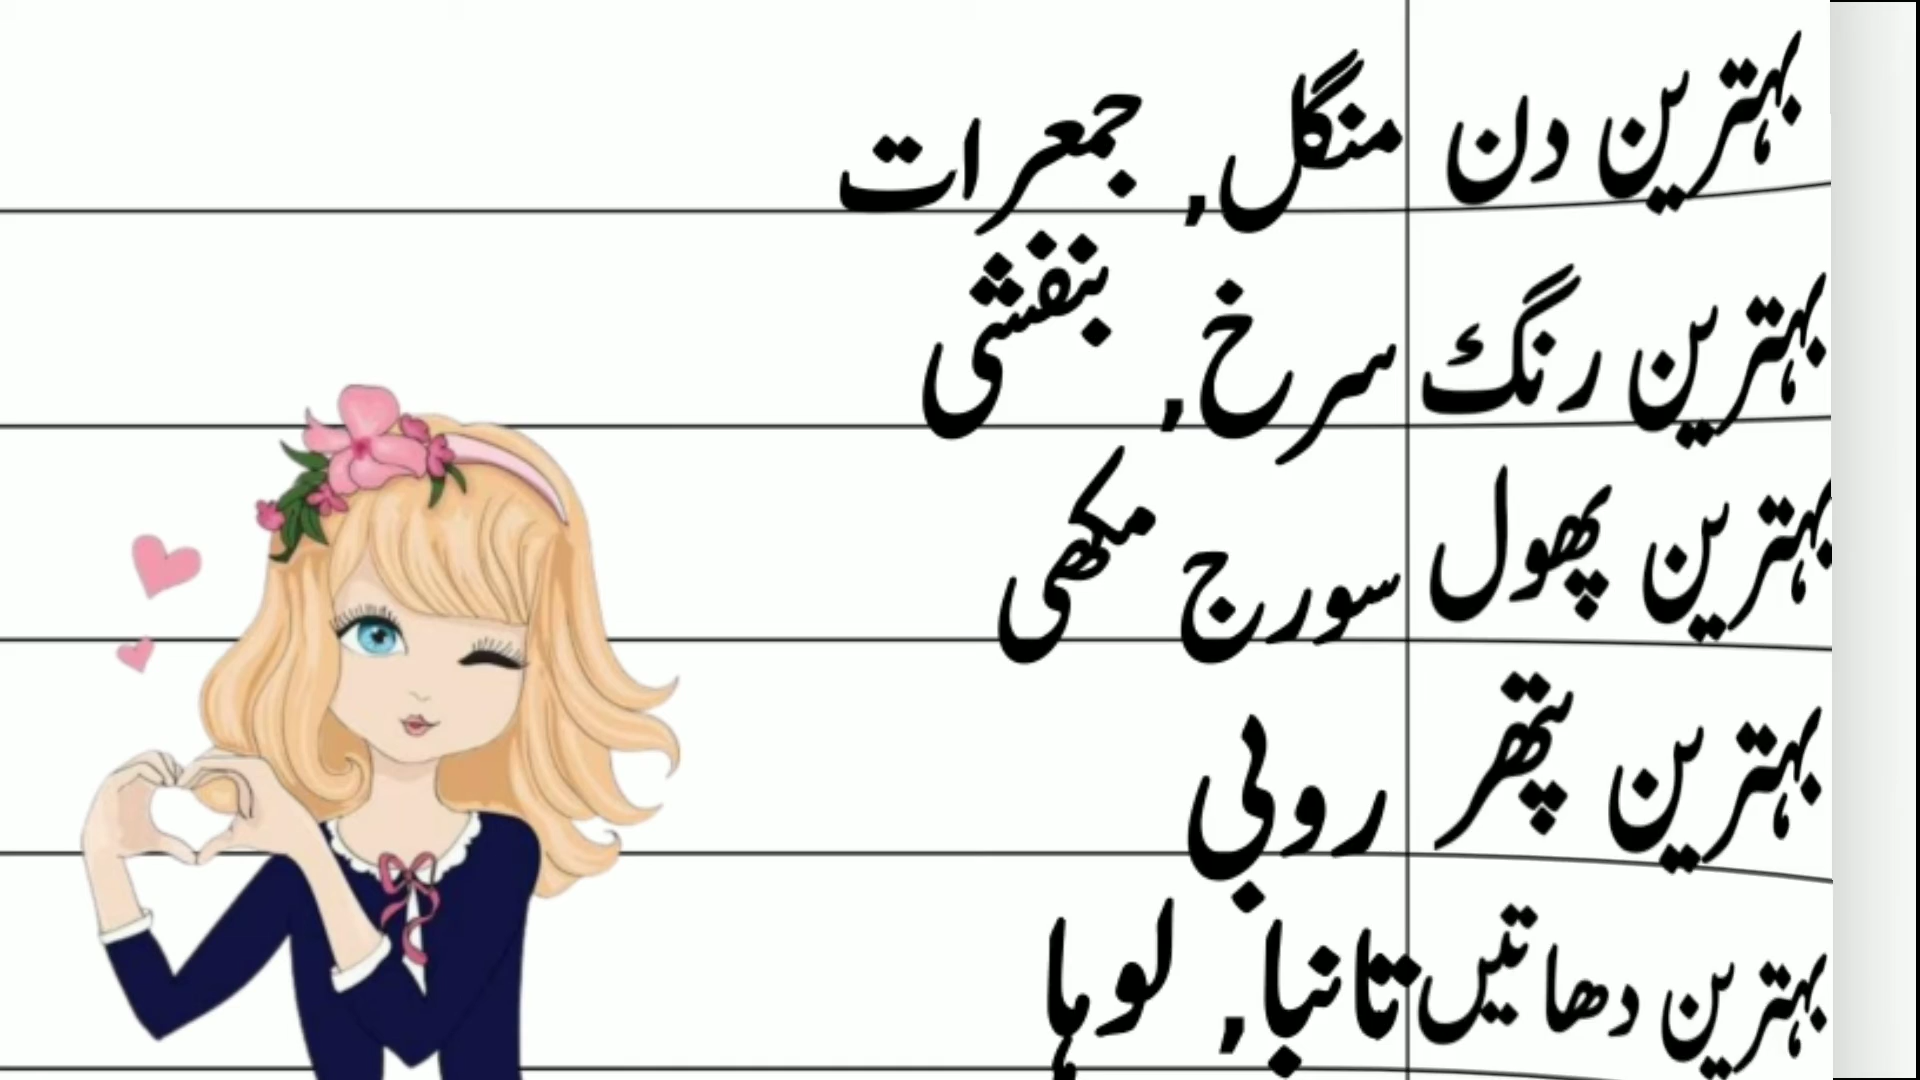 بہترین دن منگل, جمعرات
بہترین رنگ سرخ, بنفشی
بہترین پھول سورج مکھی
بہترین پتھر روبی
بہترین دھاتیں تانبا, لوہا